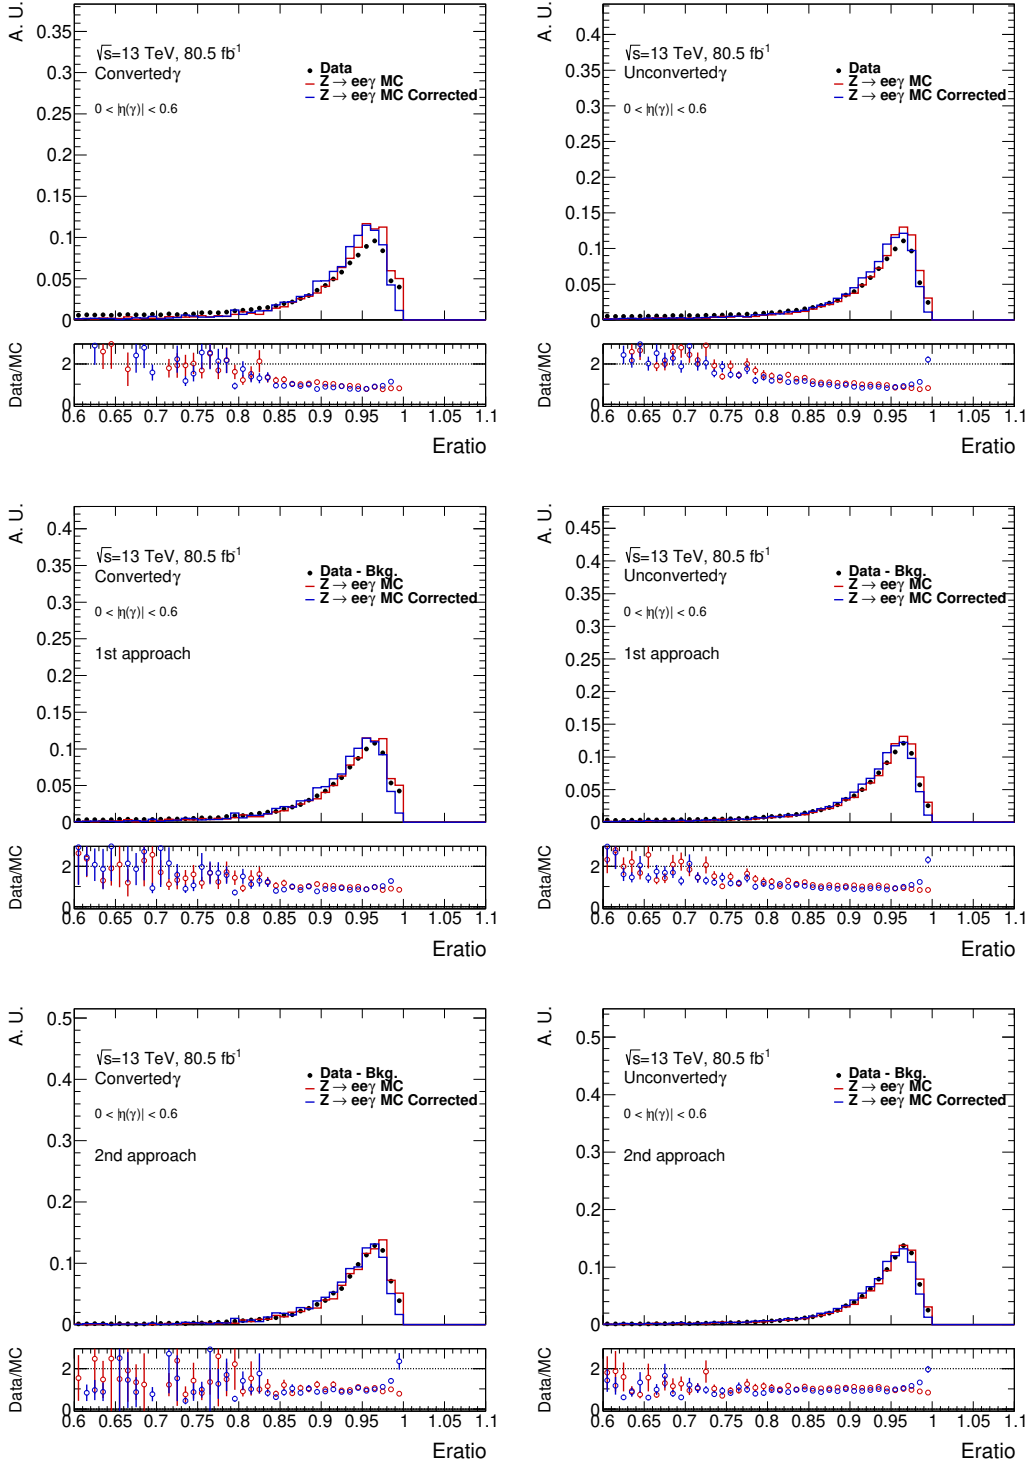 A. U.
0.35
0.3
0.25
0.2
0.15
0.1
0.05
0
√s=13 TeV, 80.5 fb-1
Converted γ
0 < |η(γ)| < 0.6
Data
Z → eeγ MC
Z → eeγ MC Corrected
Data/MC
2
0
0.6 0.65 0.7 0.75 0.8 0.85 0.9 0.95 1 1.05 1.1
Eratio
A. U.
0.4
0.35
0.3
0.25
0.2
0.15
0.1
0.05
0
√s=13 TeV, 80.5 fb-1
Unconverted γ
0 < |η(γ)| < 0.6
Data
Z → eeγ MC
Z → eeγ MC Corrected
Data/MC
2
0
0.6 0.65 0.7 0.75 0.8 0.85 0.9 0.95 1 1.05 1.1
Eratio
A. U.
0.4
0.35
0.3
0.25
0.2
0.15
0.1
0.05
0
√s=13 TeV, 80.5 fb-1
Converted γ
0 < |η(γ)| < 0.6
1st approach
Data - Bkg.
Z → eeγ MC
Z → eeγ MC Corrected
Data/MC
2
0
0.6 0.65 0.7 0.75 0.8 0.85 0.9 0.95 1 1.05 1.1
Eratio
A. U.
0.45
0.4
0.35
0.3
0.25
0.2
0.15
0.1
0.05
0
√s=13 TeV, 80.5 fb-1
Unconverted γ
0 < |η(γ)| < 0.6
1st approach
Data - Bkg.
Z → eeγ MC
Z → eeγ MC Corrected
Data/MC
2
0
0.6 0.65 0.7 0.75 0.8 0.85 0.9 0.95 1 1.05 1.1
Eratio
A. U.
0.5
0.4
0.3
0.2
0.1
0
√s=13 TeV, 80.5 fb-1
Converted γ
0 < |η(γ)| < 0.6
2nd approach
Data - Bkg.
Z → eeγ MC
Z → eeγ MC Corrected
Data/MC
2
0
0.6 0.65 0.7 0.75 0.8 0.85 0.9 0.95 1 1.05 1.1
Eratio
A. U.
0.5
0.4
0.3
0.2
0.1
0
√s=13 TeV, 80.5 fb-1
Unconverted γ
0 < |η(γ)| < 0.6
2nd approach
Data - Bkg.
Z → eeγ MC
Z → eeγ MC Corrected
Data/MC
2
0
0.6 0.65 0.7 0.75 0.8 0.85 0.9 0.95 1 1.05 1.1
Eratio